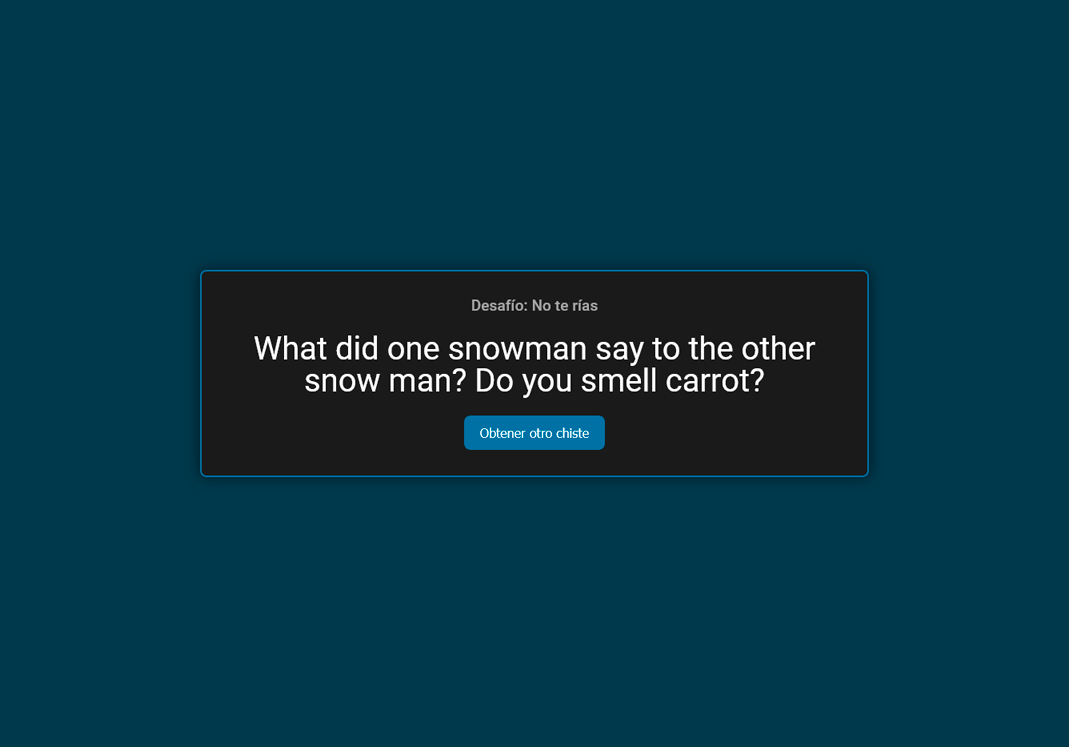 Desafío: No te rías
What did one snowman say to the other
snow man? Do you smell carrot?
Obtener otro chiste